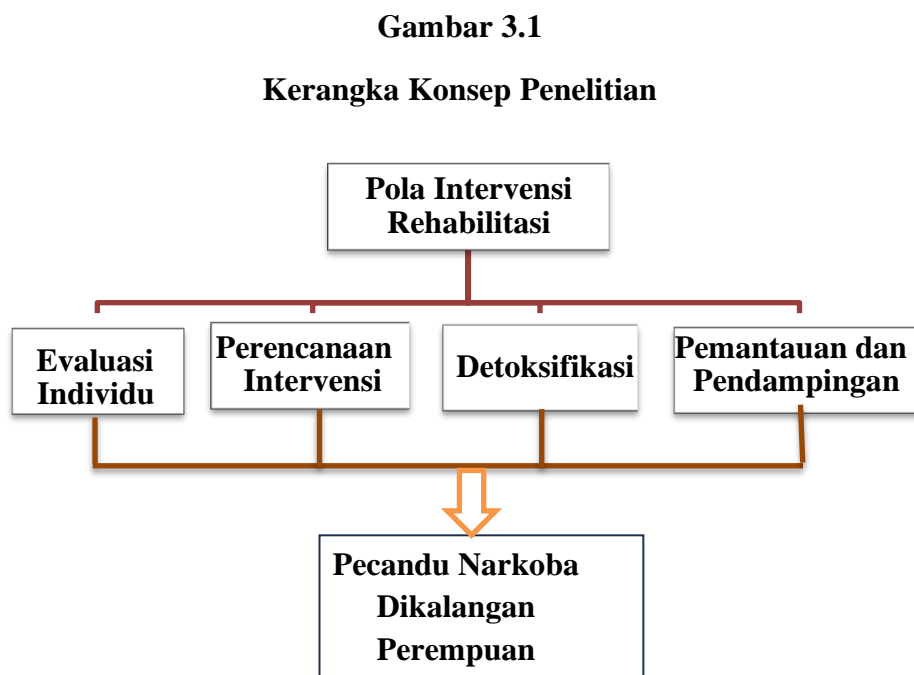 Gambar 3.1
Kerangka Konsep Penelitian
Pola Intervensi
Rehabilitasi
Evaluasi
Individu
Perencanaan
Intervensi
Detoksifikasi
Pemantauan dan
Pendampingan
Pecandu Narkoba
Dikalangan
Perempuan